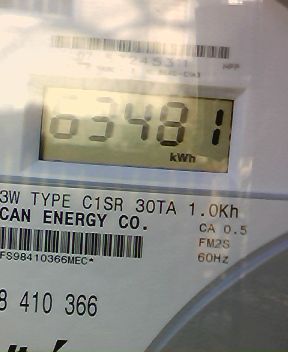 63481
kWh
3W TYPE C1SR 30TA 1.0Kh
CAN ENERGY CO.
CA 0.5
FM2S
60Hz
FS98410366MEC*
8 410 366